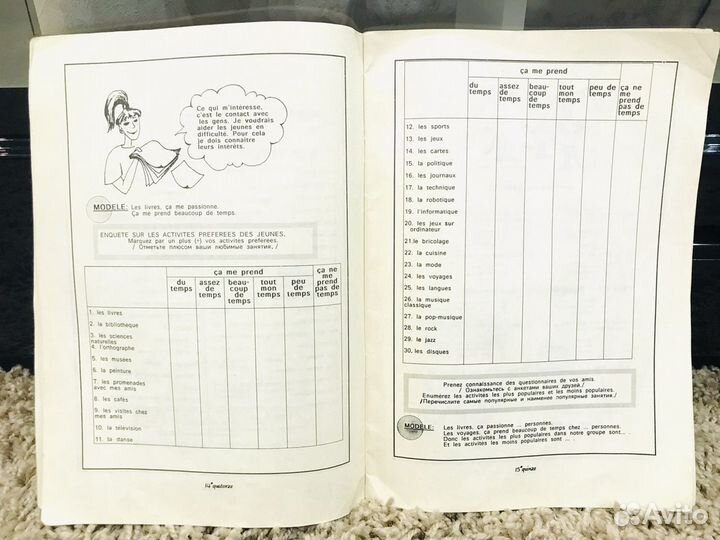 Ce qui m'intéresse,
c'est le contact avec
les gens. Je voudrais
aider les jeunes en
difficulté. Pour cela
je dois connaître
leurs intérêts.
MODELE: Les livres, ça me passionne.
Ça me prend beaucoup de temps.
ENQUETE SUR LES ACTIVITES PREFEREES DES JEUNES.
Marquez par un plus (+) vos activites preferees.
/ Отметьте плюсом ваши любимые занятия. /
ça me prend
du temps
assez de temps
beau-coup de temps
tout mon temps
peu de temps
ça ne me prend pas de temps
1. les livres
2. la bibliothèque
3. les sciences
naturelles
4. l'orthographe
5. les musees
6. la peinture
7. les promenades
avec mes amis
8. les cafés
9. les visites chez
mes amis
10. la télévision
11. la danse
14 quatorze
ça me prend
du temps
assez de temps
beau-coup de temps
tout mon temps
peu de temps
ça ne me prend pas de temps
12. les sports
13. les jeux
14. les cartes
15. la politique
16. les journaux
17. la technique
18. la robotique
19. l'informatique
20. les jeux sur
ordinateur
21.le bricolage
22. la cuisine
23. la mode
24. les voyages
25. les langues
26. la musique
classique
27. la pop-musique
28. le rock
29. le jazz
30. les disques
Prenez connaissance des questionnaires de vos amis.
/ Ознакомьтесь с анкетами ваших друзей./
Enumérez les activités les plus populaires et les moins populaires.
/Перечислите самые популярные и наименее популярные занятия./
MODELE: Les livres, ça passionne ... personnes.
Les voyages, ça prend beaucoup de temps chez ... personnes.
Donc les activités les plus populaires dans notre groupe sont...
Et les activités les moins populaires sont ... .
15 quinze
Avito